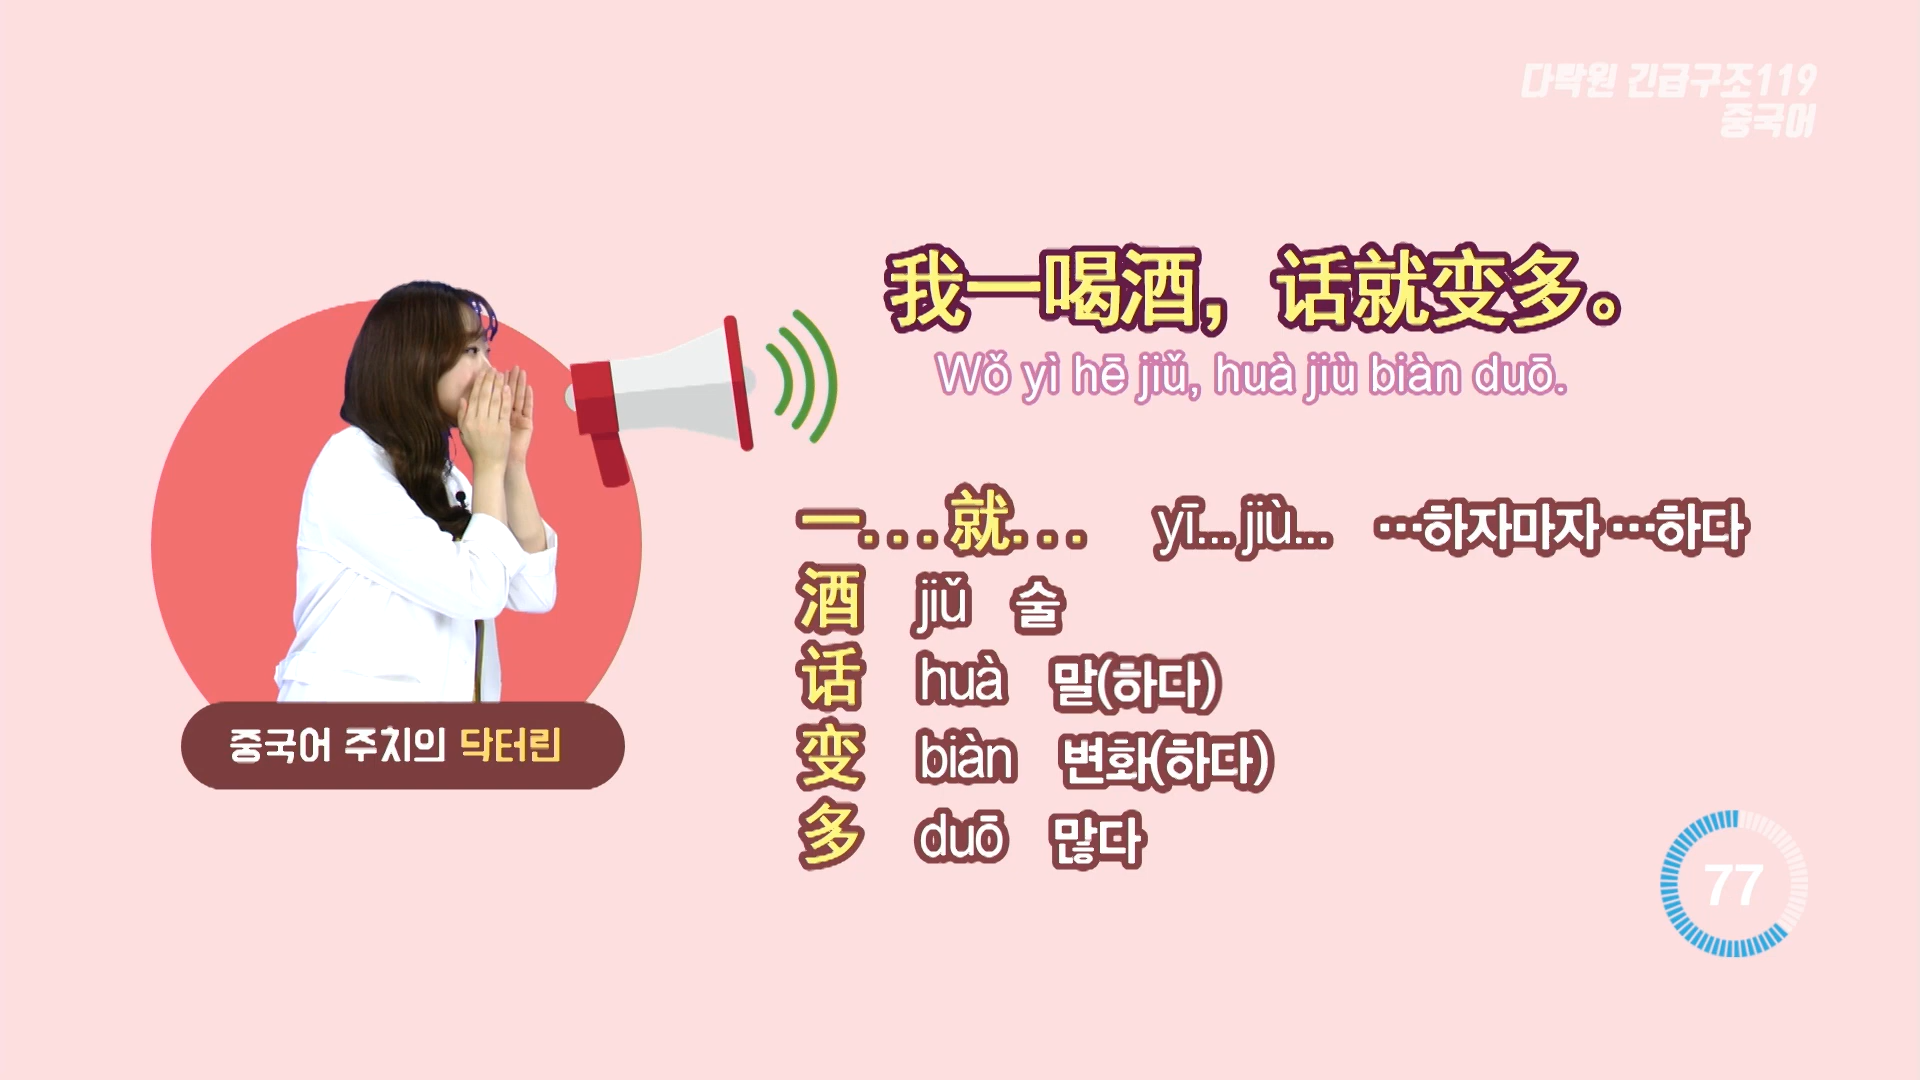 다락원 긴급구조119
중국어
我一喝酒，话就变多。
Wǒ yì hē jiǔ, huà jiù biàn duō.
一...就... yī... jiù... …하자마자 …하다
酒 jiǔ 술
话 huà 말(하다)
变 biàn 변화(하다)
多 duō 많다
중국어 주치의 닥터린
77